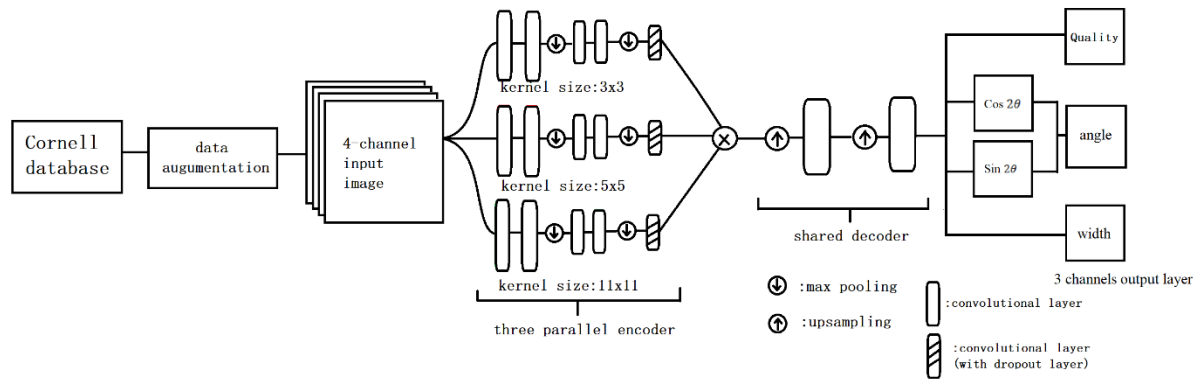 Cornell
database
data
augumentation
4-channel
input
image
kernel size:3x3
kernel size:5x5
kernel size:11x11
three parallel encoder
shared decoder
Quality
Cos 2θ
Sin 2θ
angle
width
3 channels output layer
:max pooling
:upsampling
:convolutional layer
:convolutional layer
(with dropout layer)